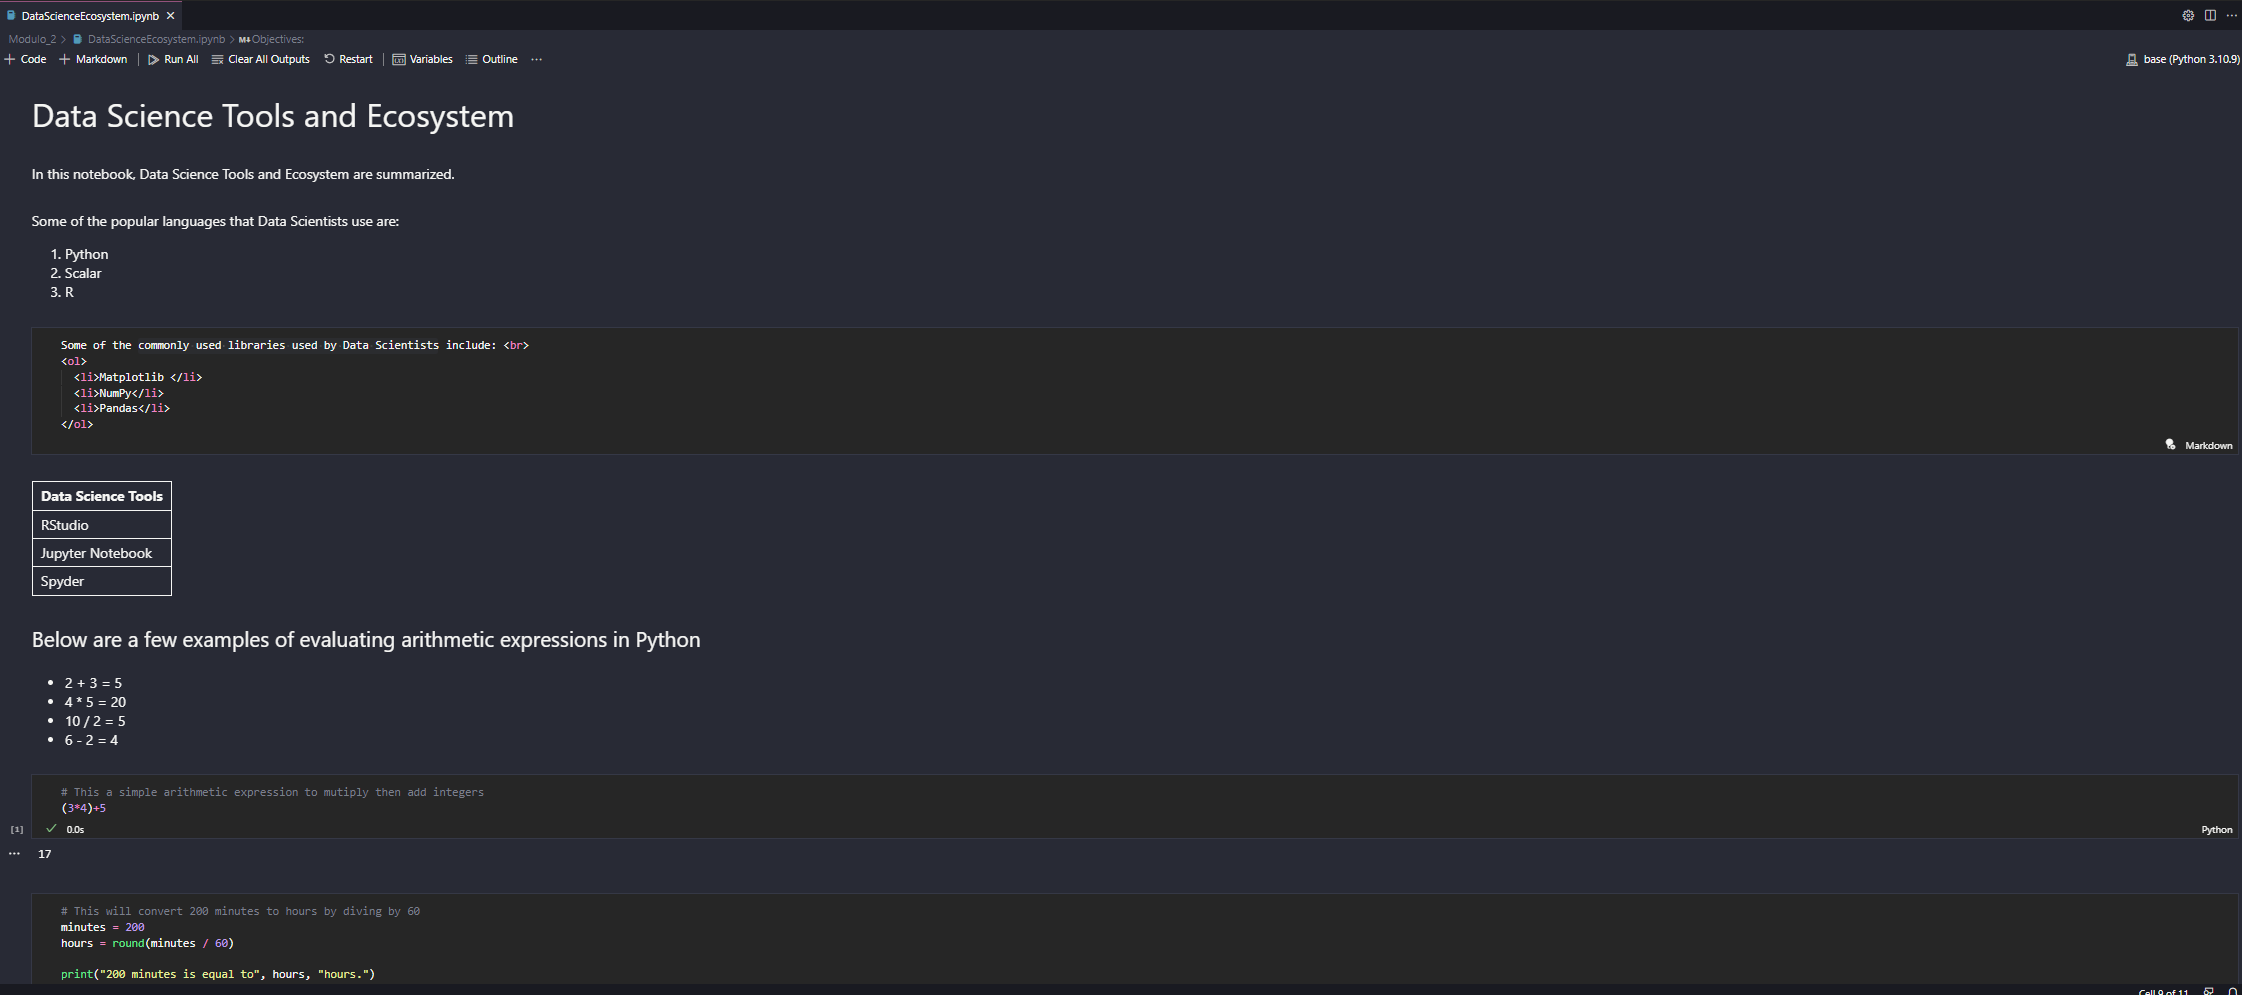 DataScienceEcosystem.ipynb
Modulo_2 > DataScienceEcosystem.ipynb > M↓Objectives:
+ Code + Markdown | Run All Clear All Outputs Restart | Variables Outline ...
base (Python 3.10.9)
Data Science Tools and Ecosystem
In this notebook, Data Science Tools and Ecosystem are summarized.
Some of the popular languages that Data Scientists use are:
1. Python
2. Scalar
3. R
Some of the commonly used libraries used by Data Scientists include: <br>
<ol>
<li>Matplotlib </li>
<li>NumPy</li>
<li>Pandas</li>
</ol>
Markdown
Data Science Tools
RStudio
Jupyter Notebook
Spyder
Below are a few examples of evaluating arithmetic expressions in Python
• 2 + 3 = 5
• 4 * 5 = 20
• 10 / 2 = 5
• 6 - 2 = 4
# This a simple arithmetic expression to mutiply then add integers
(3*4)+5
[1] ✓ 0.0s
Python
... 17
# This will convert 200 minutes to hours by diving by 60
minutes = 200
hours = round(minutes / 60)
print("200 minutes is equal to", hours, "hours.")
Cell 9 of 11